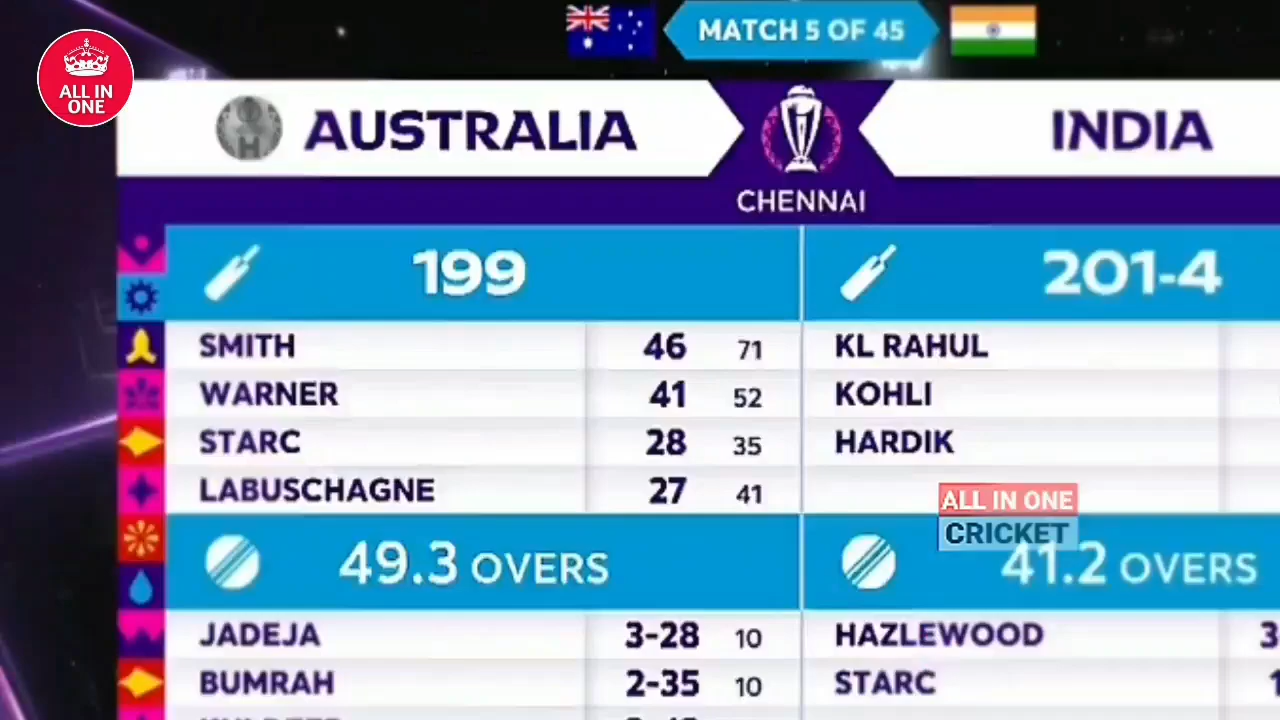 MATCH 5 OF 45
ALL IN
ONE
AUSTRALIA
INDIA
CHENNAI
199
201-4
SMITH 46 71
KL RAHUL
WARNER 41 52
KOHLI
STARC 28 35
HARDIK
LABUSCHAGNE 27 41
ALL IN ONE
CRICKET
49.3 OVERS
41.2 OVERS
JADEJA 3-28 10
HAZLEWOOD 3
BUMRAH 2-35 10
STARC 1